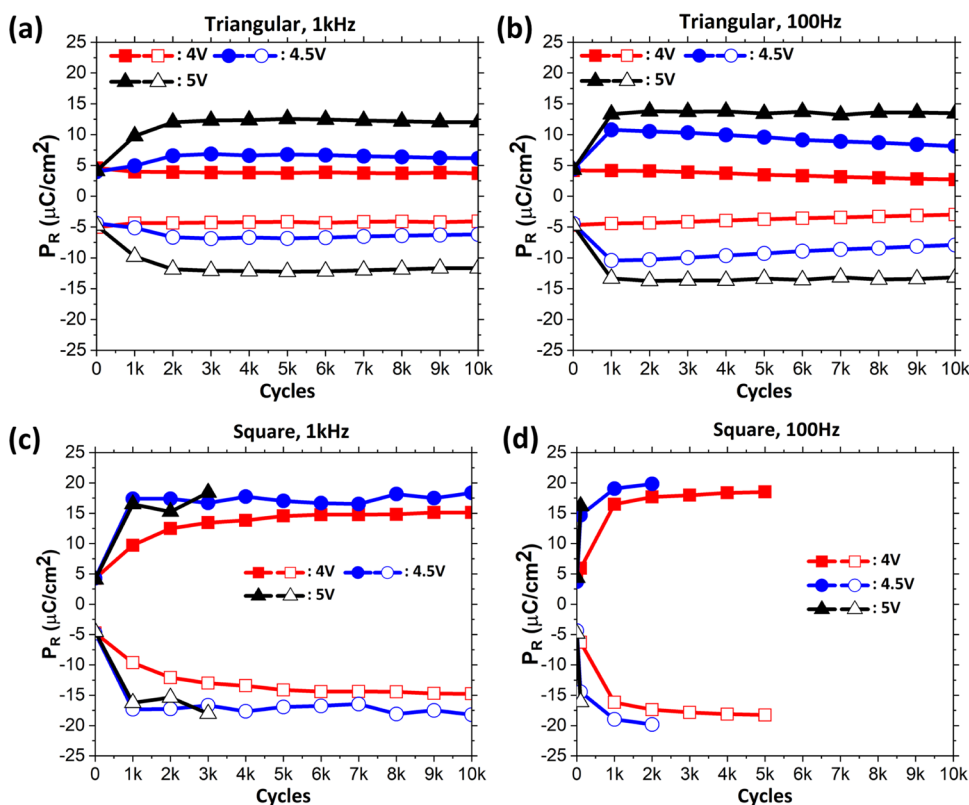 (a)
Triangular, 1kHz
: 4V : 4.5V
: 5V
25
20
15
10
5
0
-5
-10
-15
-20
-25
P_R (μC/cm²)
0 1k 2k 3k 4k 5k 6k 7k 8k 9k 10k
Cycles
(b)
Triangular, 100Hz
: 4V : 4.5V
: 5V
25
20
15
10
5
0
-5
-10
-15
-20
-25
P_R (μC/cm²)
0 1k 2k 3k 4k 5k 6k 7k 8k 9k 10k
Cycles
(c)
Square, 1kHz
25
20
15
10
5
0
-5
-10
-15
-20
-25
P_R (μC/cm²)
: 4V : 4.5V
: 5V
0 1k 2k 3k 4k 5k 6k 7k 8k 9k 10k
Cycles
(d)
Square, 100Hz
25
20
15
10
5
0
-5
-10
-15
-20
-25
P_R (μC/cm²)
: 4V
: 4.5V
: 5V
0 1k 2k 3k 4k 5k 6k 7k 8k 9k 10k
Cycles